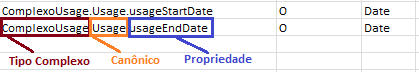 ComplexoUsage.Usage.usageStartDate O Date
ComplexoUsage.Usage.usageEndDate O Date
Tipo Complexo Canônico Propriedade